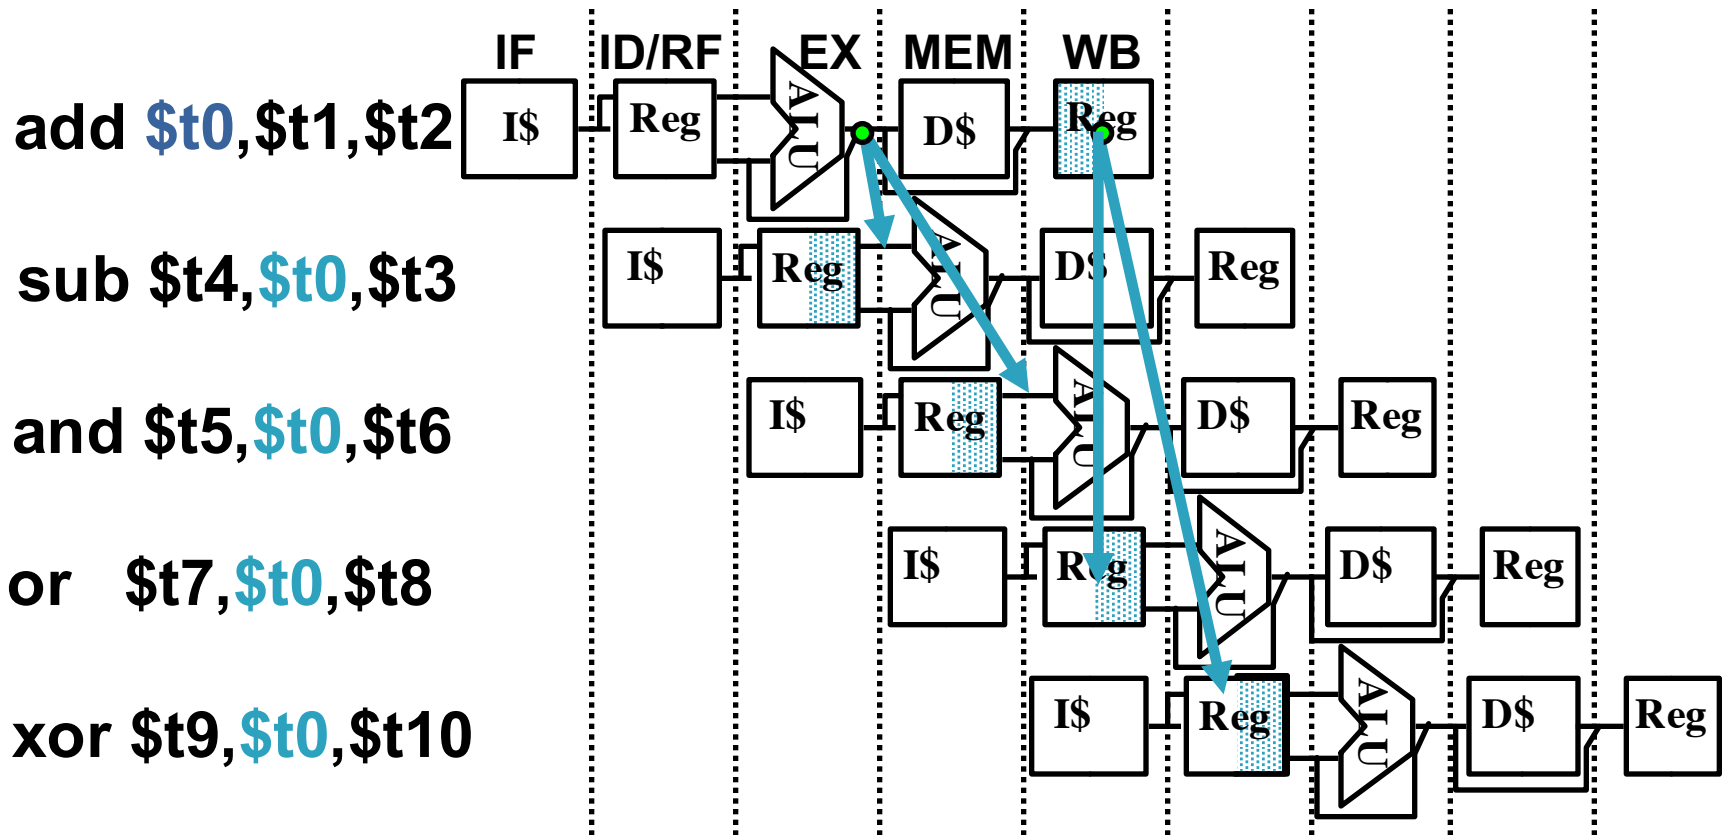 IF ID/RF EX MEM WB
add $t0,$t1,$t2 I$ Reg ALU D$ Reg
sub $t4,$t0,$t3 I$ Reg ALU D$ Reg
and $t5,$t0,$t6 I$ Reg ALU D$ Reg
or $t7,$t0,$t8 I$ Reg ALU D$ Reg
xor $t9,$t0,$t10 I$ Reg ALU D$ Reg